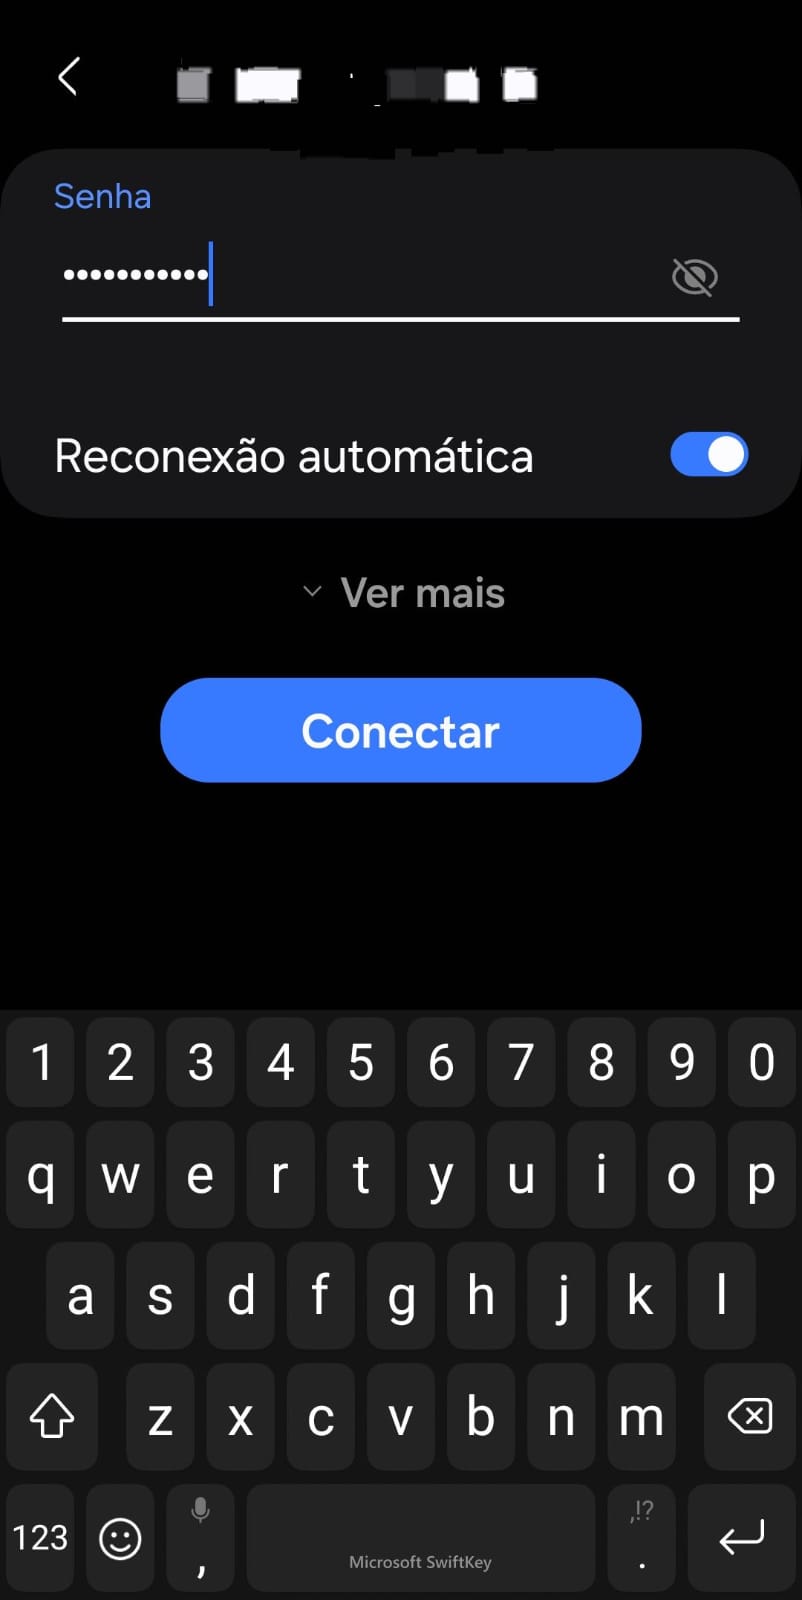 Senha
•••••••••••
Reconexão automática
Ver mais
Conectar
1 2 3 4 5 6 7 8 9 0
q w e r t y u i o p
a s d f g h j k l
z x c v b n m
123 , Microsoft SwiftKey ,!? .